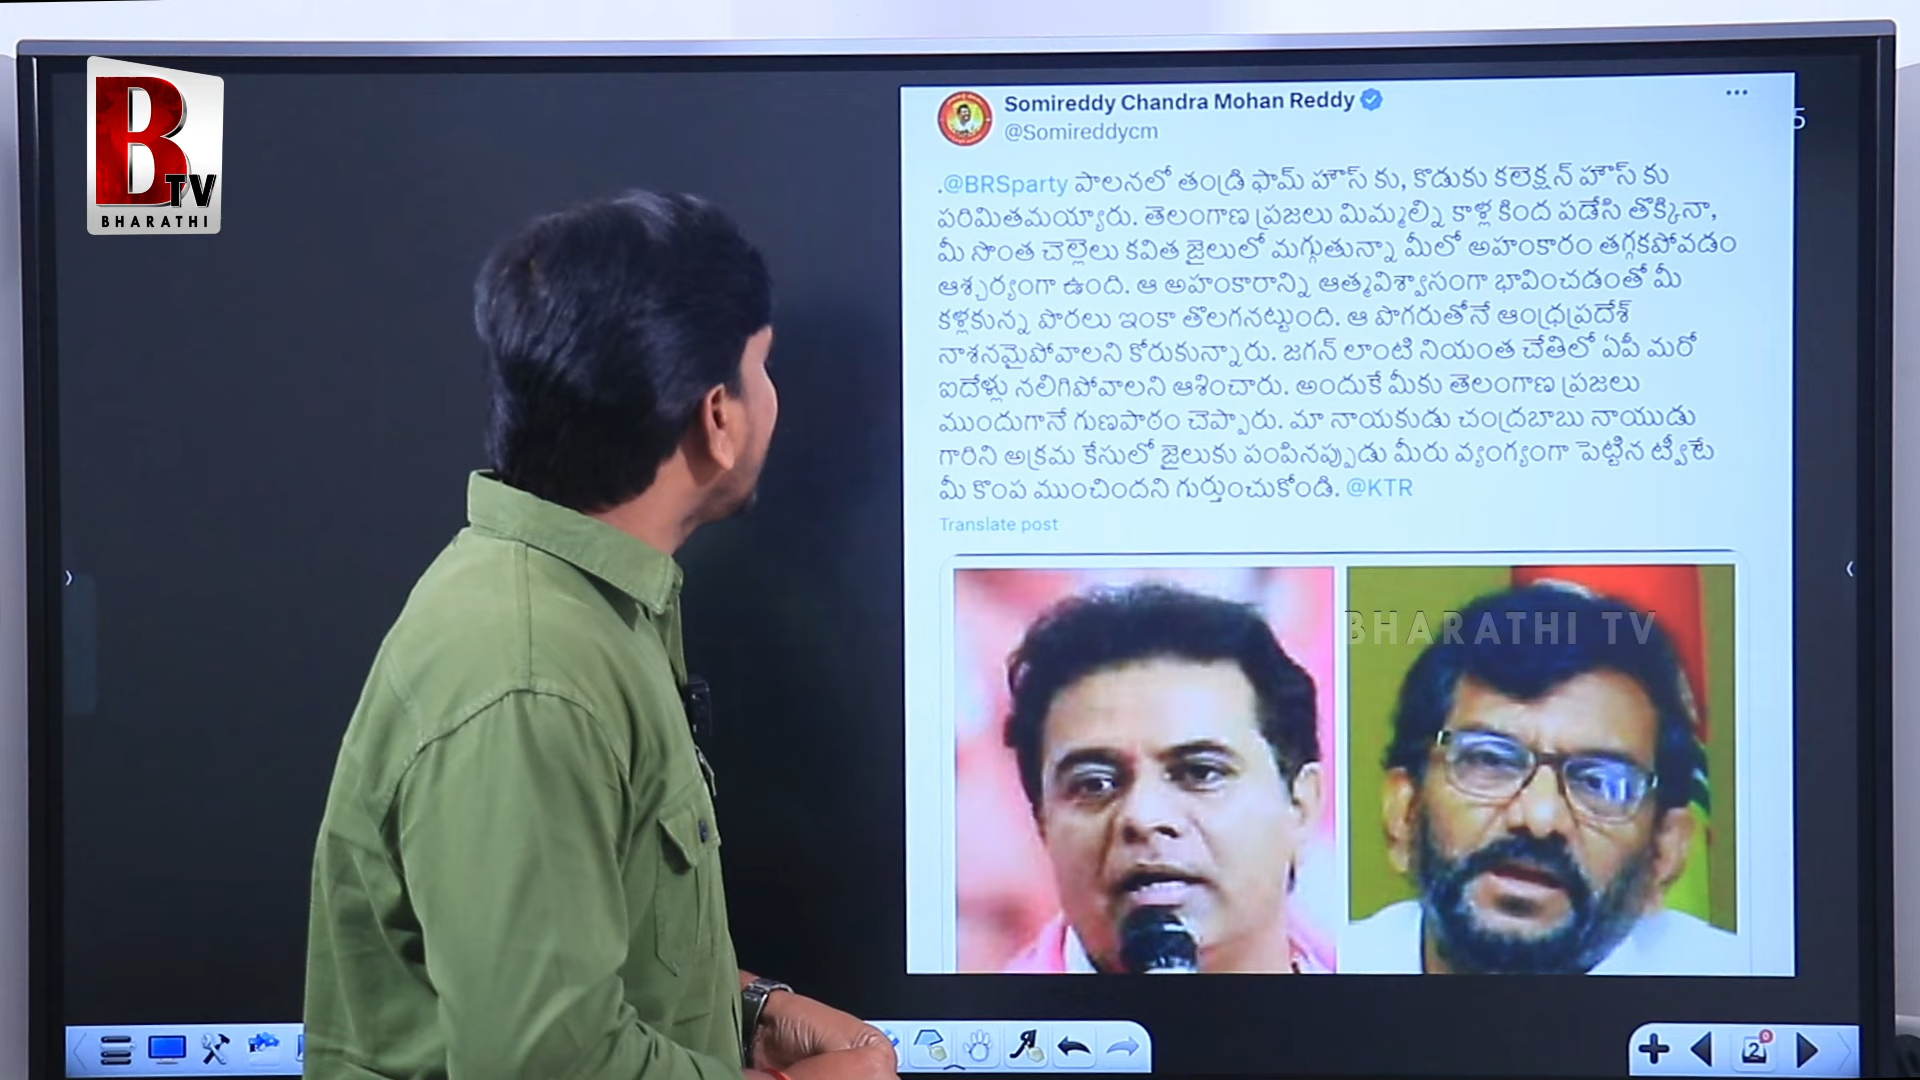 B
TV
BHARATHI
Somireddy Chandra Mohan Reddy
@Somireddycm
5
.@BRSparty పాలనలో తండ్రి ఫామ్ హౌస్ కు, కొడుకు కలెక్షన్ హౌస్ కు
పరిమితమయ్యారు. తెలంగాణ ప్రజలు మిమ్మల్ని కాళ్ల కింద పడేసి తొక్కినా,
మీ సొంత చెల్లెలు కవిత జైలులో మగ్గుతున్నా మీలో అహంకారం తగ్గకపోవడం
ఆశ్చర్యంగా ఉంది. ఆ అహంకారాన్ని ఆత్మవిశ్వాసంగా భావించడంతో మీ
కళ్లకున్న పొరలు ఇంకా తొలగనట్టుంది. ఆ పొగరుతోనే ఆంధ్రప్రదేశ్
నాశనమైపోవాలని కోరుకున్నారు. జగన్ లాంటి నియంత చేతిలో ఏపీ మరో
ఐదేళ్లు నలిగిపోవాలని ఆశించారు. అందుకే మీకు తెలంగాణ ప్రజలు
ముందుగానే గుణపాఠం చెప్పారు. మా నాయకుడు చంద్రబాబు నాయుడు
గారిని అక్రమ కేసులో జైలుకు పంపినప్పుడు మీరు వ్యంగ్యంగా పెట్టిన ట్వీటే
మీ కొంప ముంచిందని గుర్తుంచుకోండి. @KTR
Translate post
BHARATHI TV
2
0